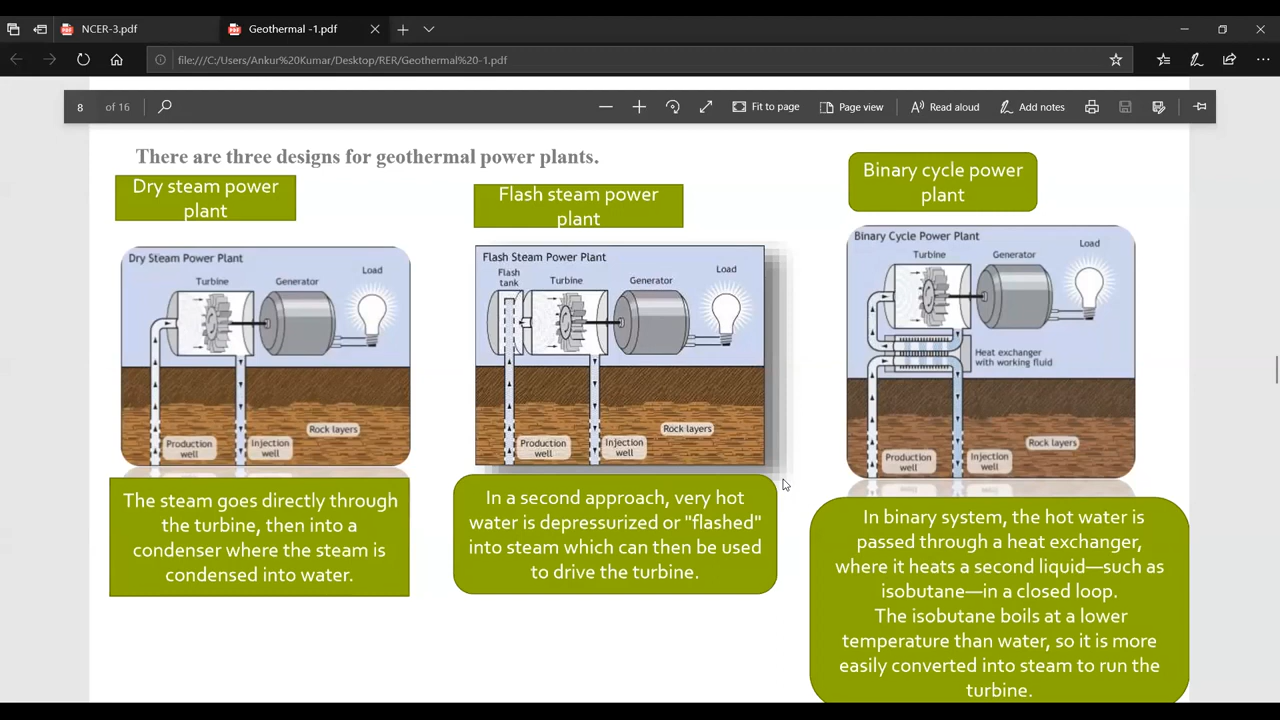 NCER-3.pdf
Geothermal -1.pdf
file:///C:/Users/Ankur%20Kumar/Desktop/RER/Geothermal%20-1.pdf
8 of 16
Fit to page
Page view
Read aloud
Add notes
There are three designs for geothermal power plants.
Dry steam power
plant
Dry Steam Power Plant
Turbine
Generator
Load
Production
well
Injection
well
Rock layers
The steam goes directly through
the turbine, then into a
condenser where the steam is
condensed into water.
Flash steam power
plant
Flash Steam Power Plant
Flash
tank
Turbine
Generator
Load
Production
well
Injection
well
Rock layers
In a second approach, very hot
water is depressurized or "flashed"
into steam which can then be used
to drive the turbine.
Binary cycle power
plant
Binary Cycle Power Plant
Turbine
Generator
Load
Heat exchanger
with working fluid
Production
well
Injection
well
Rock layers
In binary system, the hot water is
passed through a heat exchanger,
where it heats a second liquid—such as
isobutane—in a closed loop.
The isobutane boils at a lower
temperature than water, so it is more
easily converted into steam to run the
turbine.